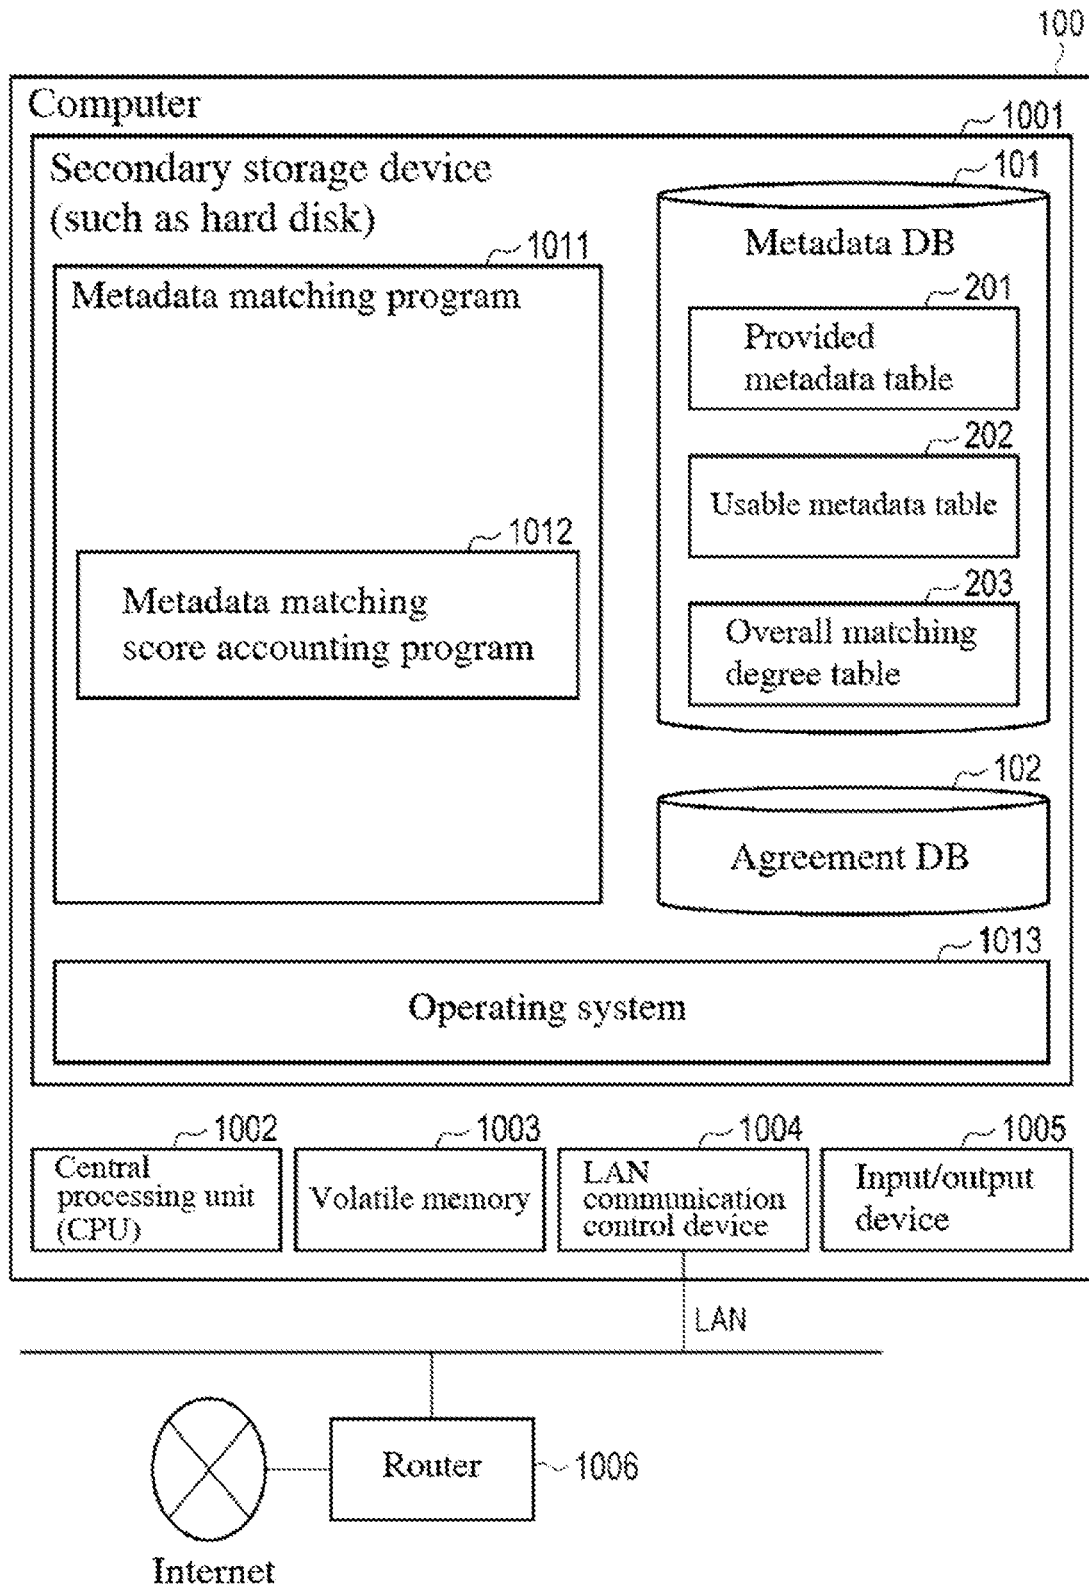 100
Computer
1001
Secondary storage device
(such as hard disk)
101
Metadata DB
1011
Metadata matching program
201
Provided
metadata table
202
Usable metadata table
1012
Metadata matching
score accounting program
203
Overall matching
degree table
102
Agreement DB
1013
Operating system
1002
Central
processing unit
(CPU)
1003
Volatile memory
1004
LAN
communication
control device
1005
Input/output
device
LAN
Router
1006
Internet